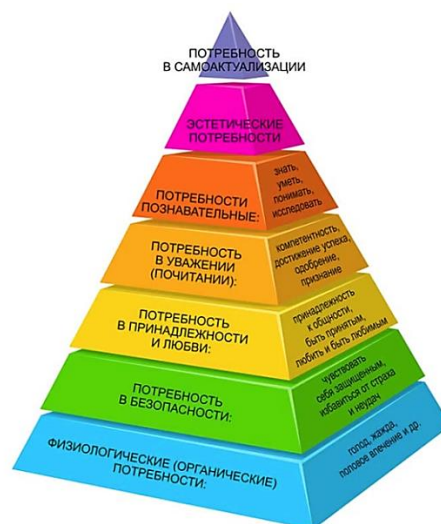 ПОТРЕБНОСТЬ
В САМОАКТУАЛИЗАЦИИ
ЭСТЕТИЧЕСКИЕ
ПОТРЕБНОСТИ
ПОТРЕБНОСТИ
ПОЗНАВАТЕЛЬНЫЕ:
знать,
уметь,
понимать,
исследовать
ПОТРЕБНОСТЬ
В УВАЖЕНИИ
(ПОЧИТАНИИ):
компетентность,
достижение успеха,
одобрение,
признание
ПОТРЕБНОСТЬ
В ПРИНАДЛЕЖНОСТИ
И ЛЮБВИ:
принадлежность
к общности,
быть принятым,
любить и быть любимым
ПОТРЕБНОСТЬ
В БЕЗОПАСНОСТИ:
чувствовать
себя защищенным,
избавиться от страха
и неудач
ФИЗИОЛОГИЧЕСКИЕ (ОРГАНИЧЕСКИЕ)
ПОТРЕБНОСТИ:
голод, жажда,
половое влечение и др.